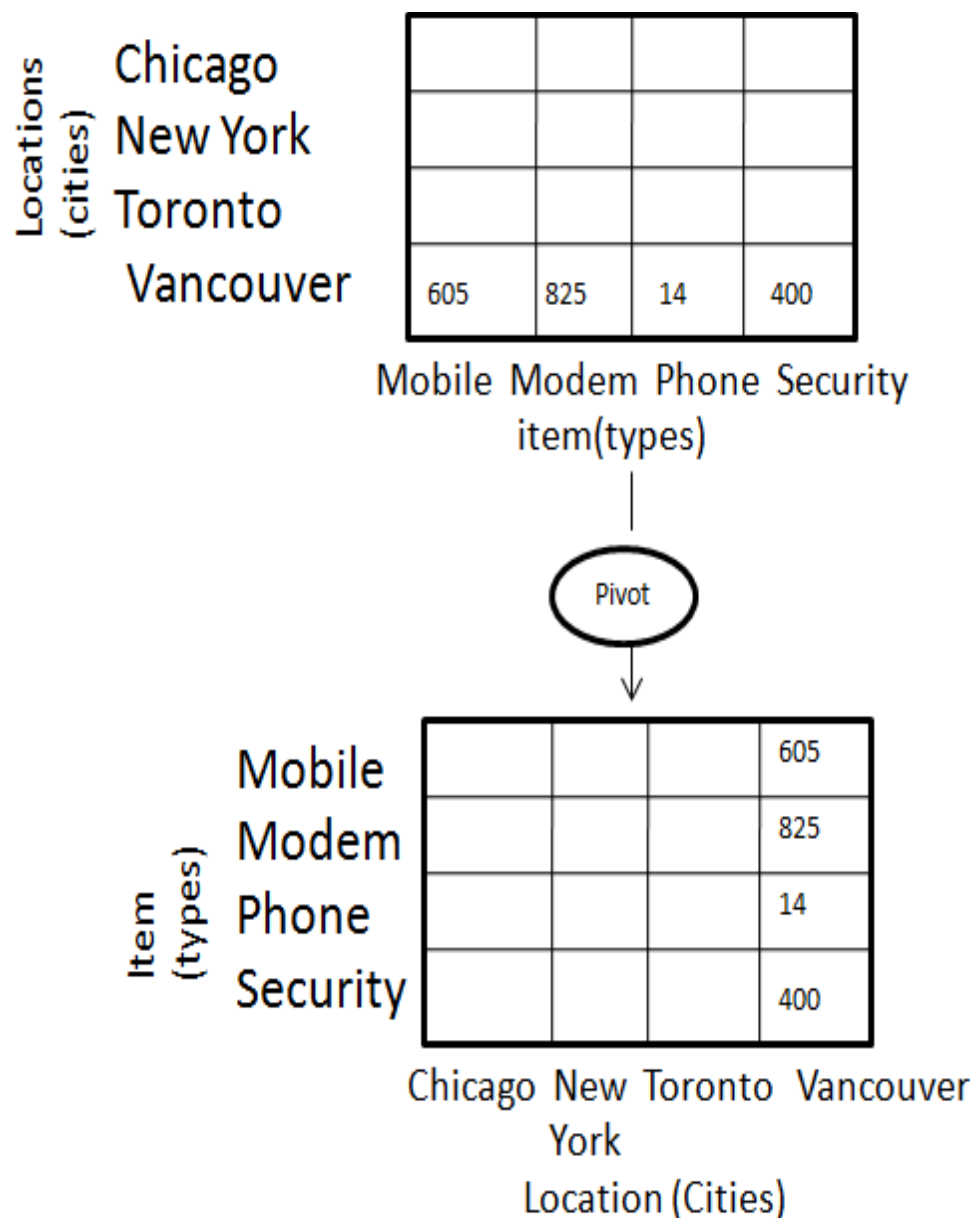 Locations
(cities)
Chicago
New York
Toronto
Vancouver
605 825 14 400
Mobile Modem Phone Security
item(types)
Pivot
Item
(types)
Mobile 605
Modem 825
Phone 14
Security 400
Chicago New Toronto Vancouver
York
Location (Cities)